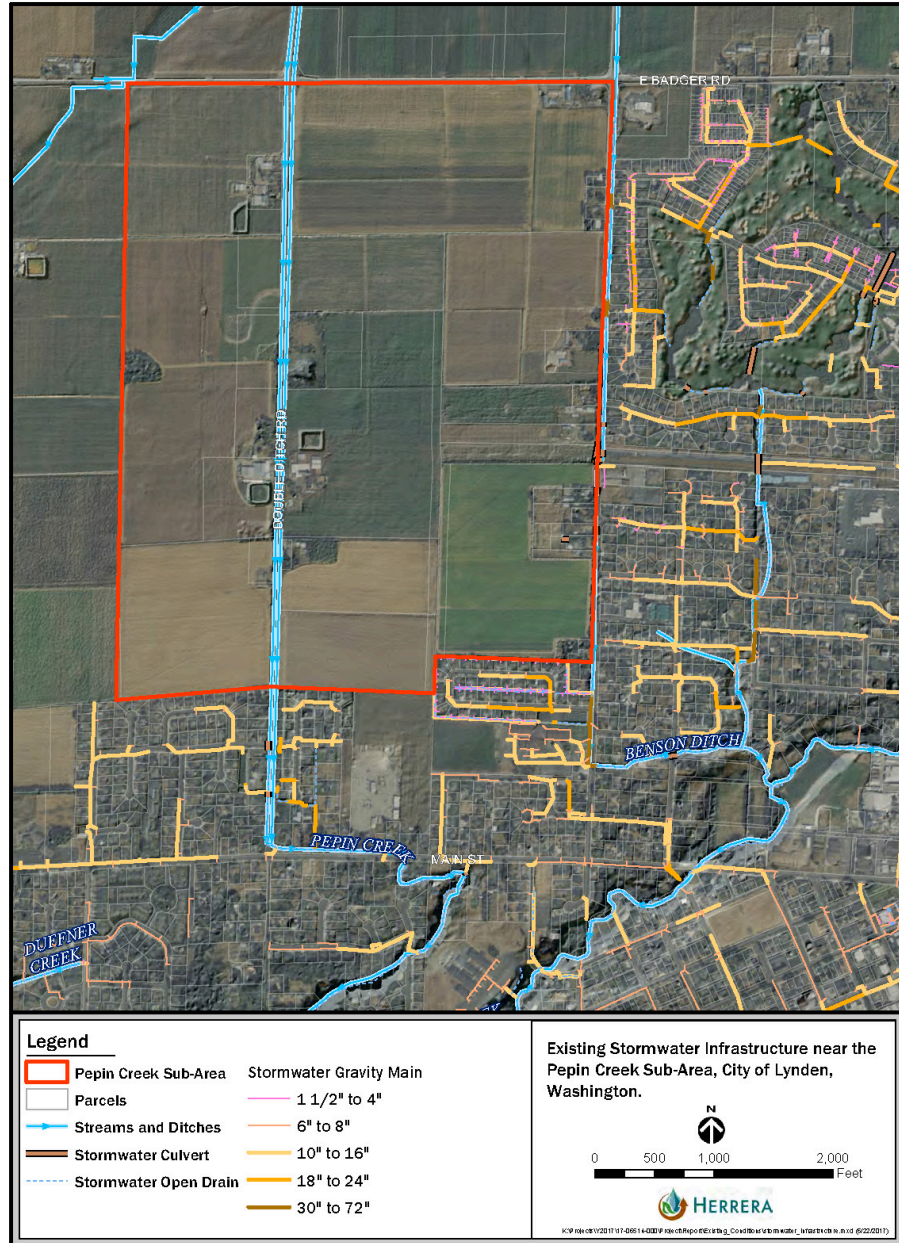 E BADGER RD
DOUBLE DITCH RD
BENSON DITCH
PEPIN CREEK
MAIN ST
DUFFNER
CREEK
Legend
Pepin Creek Sub-Area
Parcels
Streams and Ditches
Stormwater Culvert
Stormwater Open Drain
Stormwater Gravity Main
1 1/2" to 4"
6" to 8"
10" to 16"
18" to 24"
30" to 72"
Existing Stormwater Infrastructure near the
Pepin Creek Sub-Area, City of Lynden,
Washington.
N
0 500 1,000 2,000
Feet
HERRERA